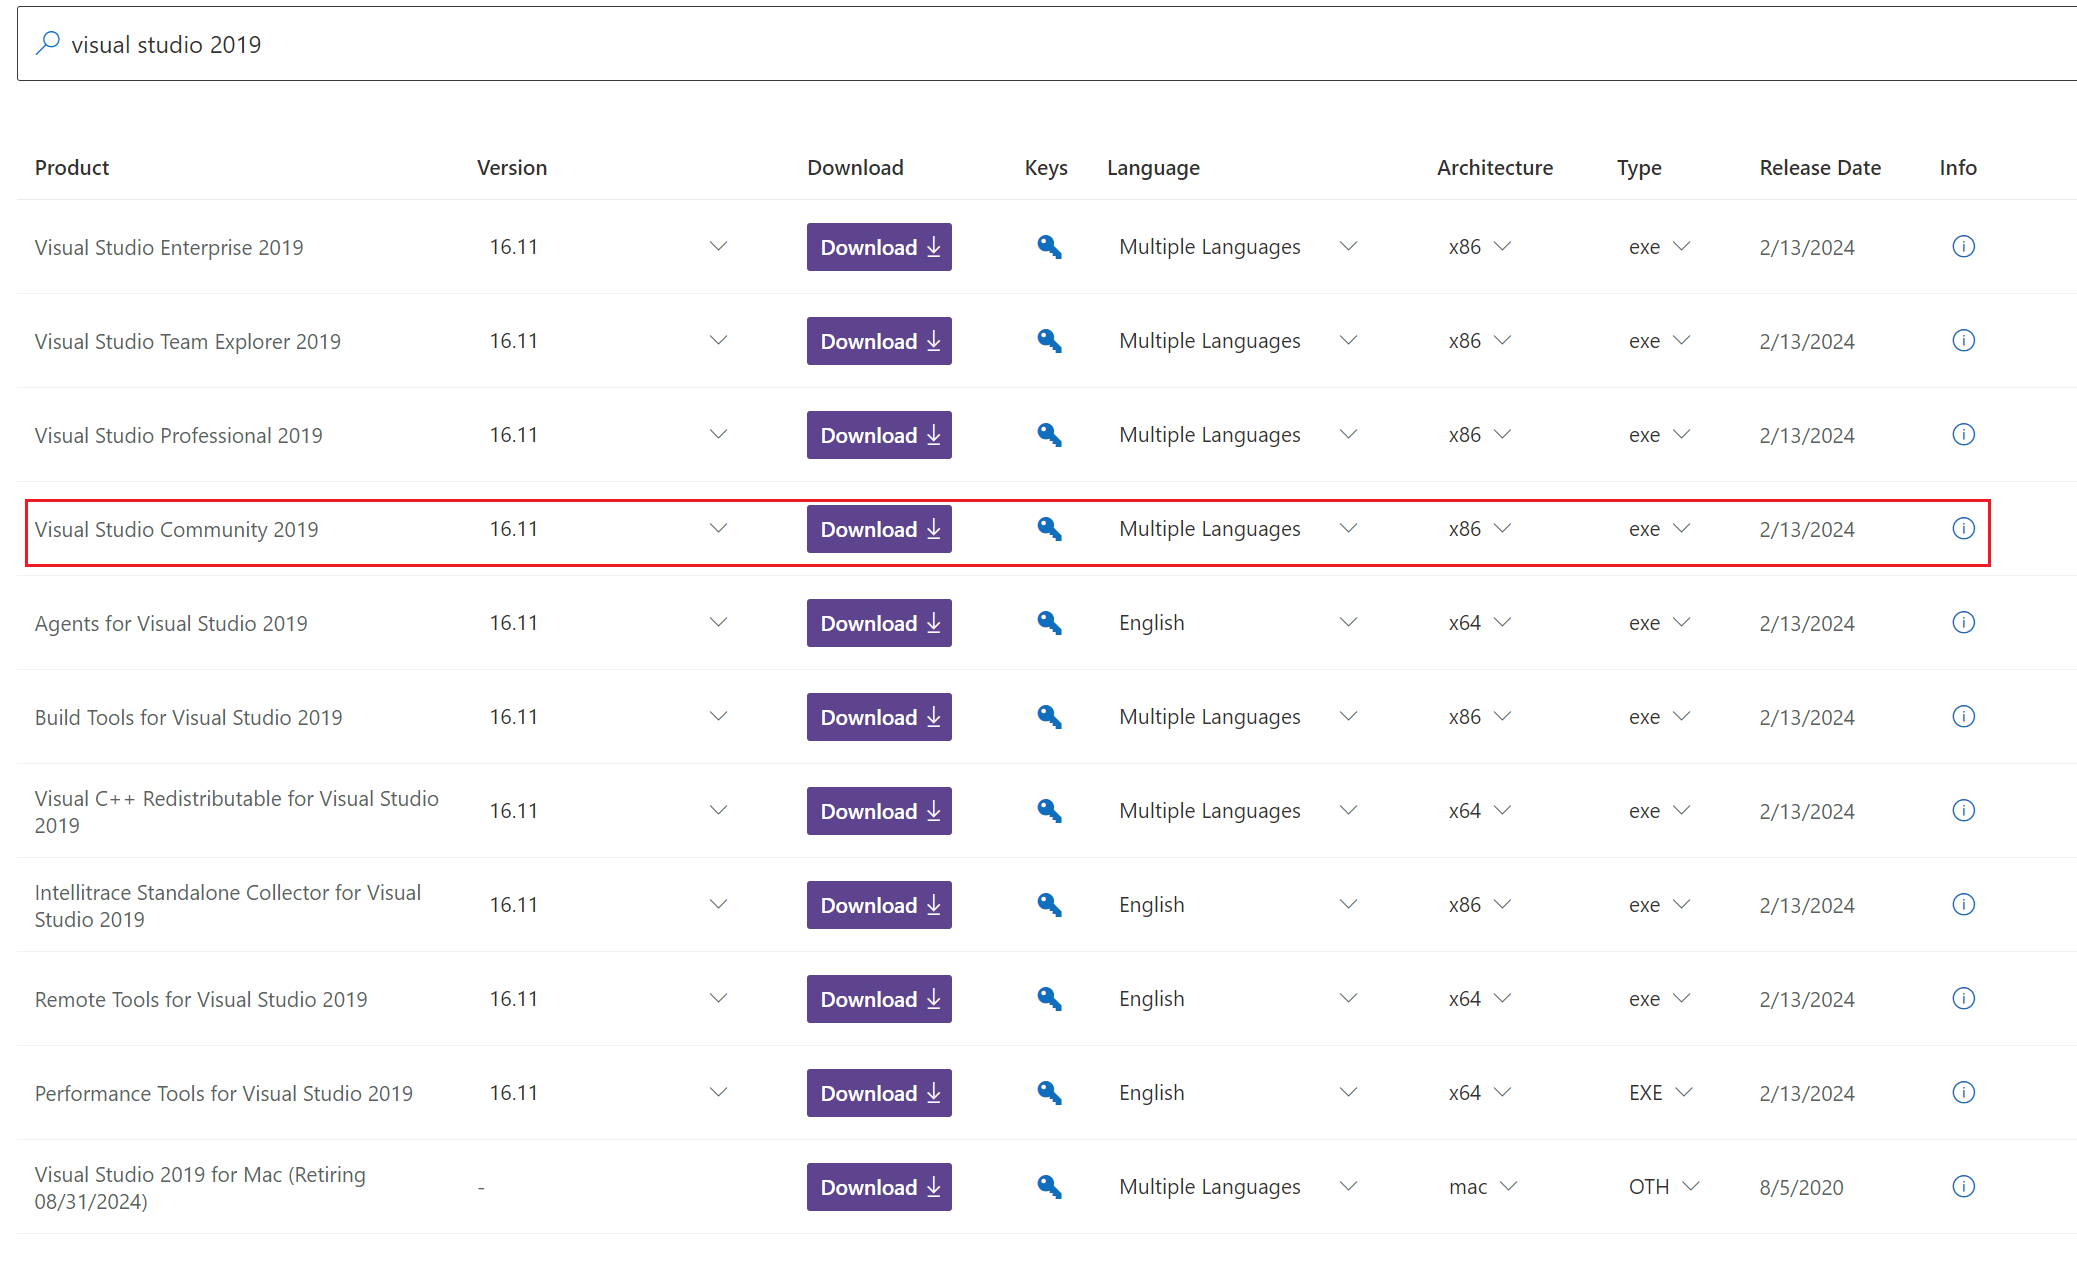 visual studio 2019
Product Version Download Keys Language Architecture Type Release Date Info
Visual Studio Enterprise 2019 16.11 Download Multiple Languages x86 exe 2/13/2024
Visual Studio Team Explorer 2019 16.11 Download Multiple Languages x86 exe 2/13/2024
Visual Studio Professional 2019 16.11 Download Multiple Languages x86 exe 2/13/2024
Visual Studio Community 2019 16.11 Download Multiple Languages x86 exe 2/13/2024
Agents for Visual Studio 2019 16.11 Download English x64 exe 2/13/2024
Build Tools for Visual Studio 2019 16.11 Download Multiple Languages x86 exe 2/13/2024
Visual C++ Redistributable for Visual Studio
2019 16.11 Download Multiple Languages x64 exe 2/13/2024
Intellitrace Standalone Collector for Visual
Studio 2019 16.11 Download English x86 exe 2/13/2024
Remote Tools for Visual Studio 2019 16.11 Download English x64 exe 2/13/2024
Performance Tools for Visual Studio 2019 16.11 Download English x64 EXE 2/13/2024
Visual Studio 2019 for Mac (Retiring
08/31/2024) - Download Multiple Languages mac OTH 8/5/2020